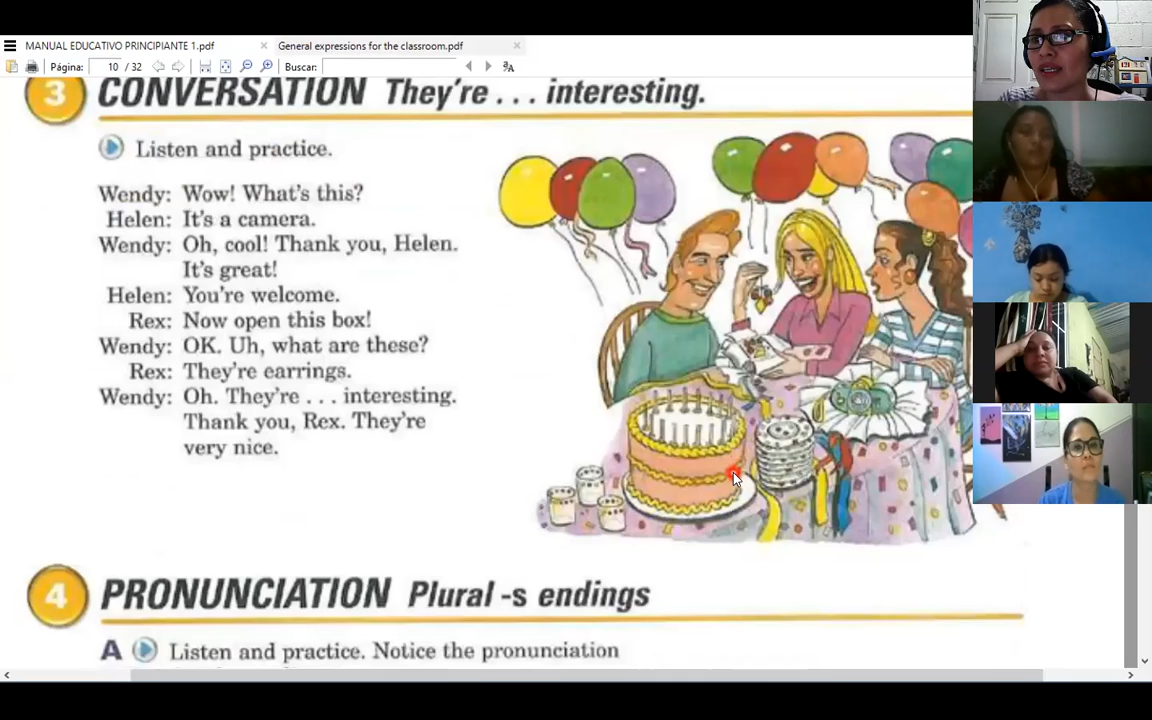 MANUAL EDUCATIVO PRINCIPIANTE 1.pdf
General expressions for the classroom.pdf
Página: 10 / 32
Buscar:
3 CONVERSATION They're . . . interesting.
Listen and practice.
Wendy: Wow! What's this?
Helen: It's a camera.
Wendy: Oh, cool! Thank you, Helen.
It's great!
Helen: You're welcome.
Rex: Now open this box!
Wendy: OK. Uh, what are these?
Rex: They're earrings.
Wendy: Oh. They're . . . interesting.
Thank you, Rex. They're
very nice.
4 PRONUNCIATION Plural -s endings
A Listen and practice. Notice the pronunciation